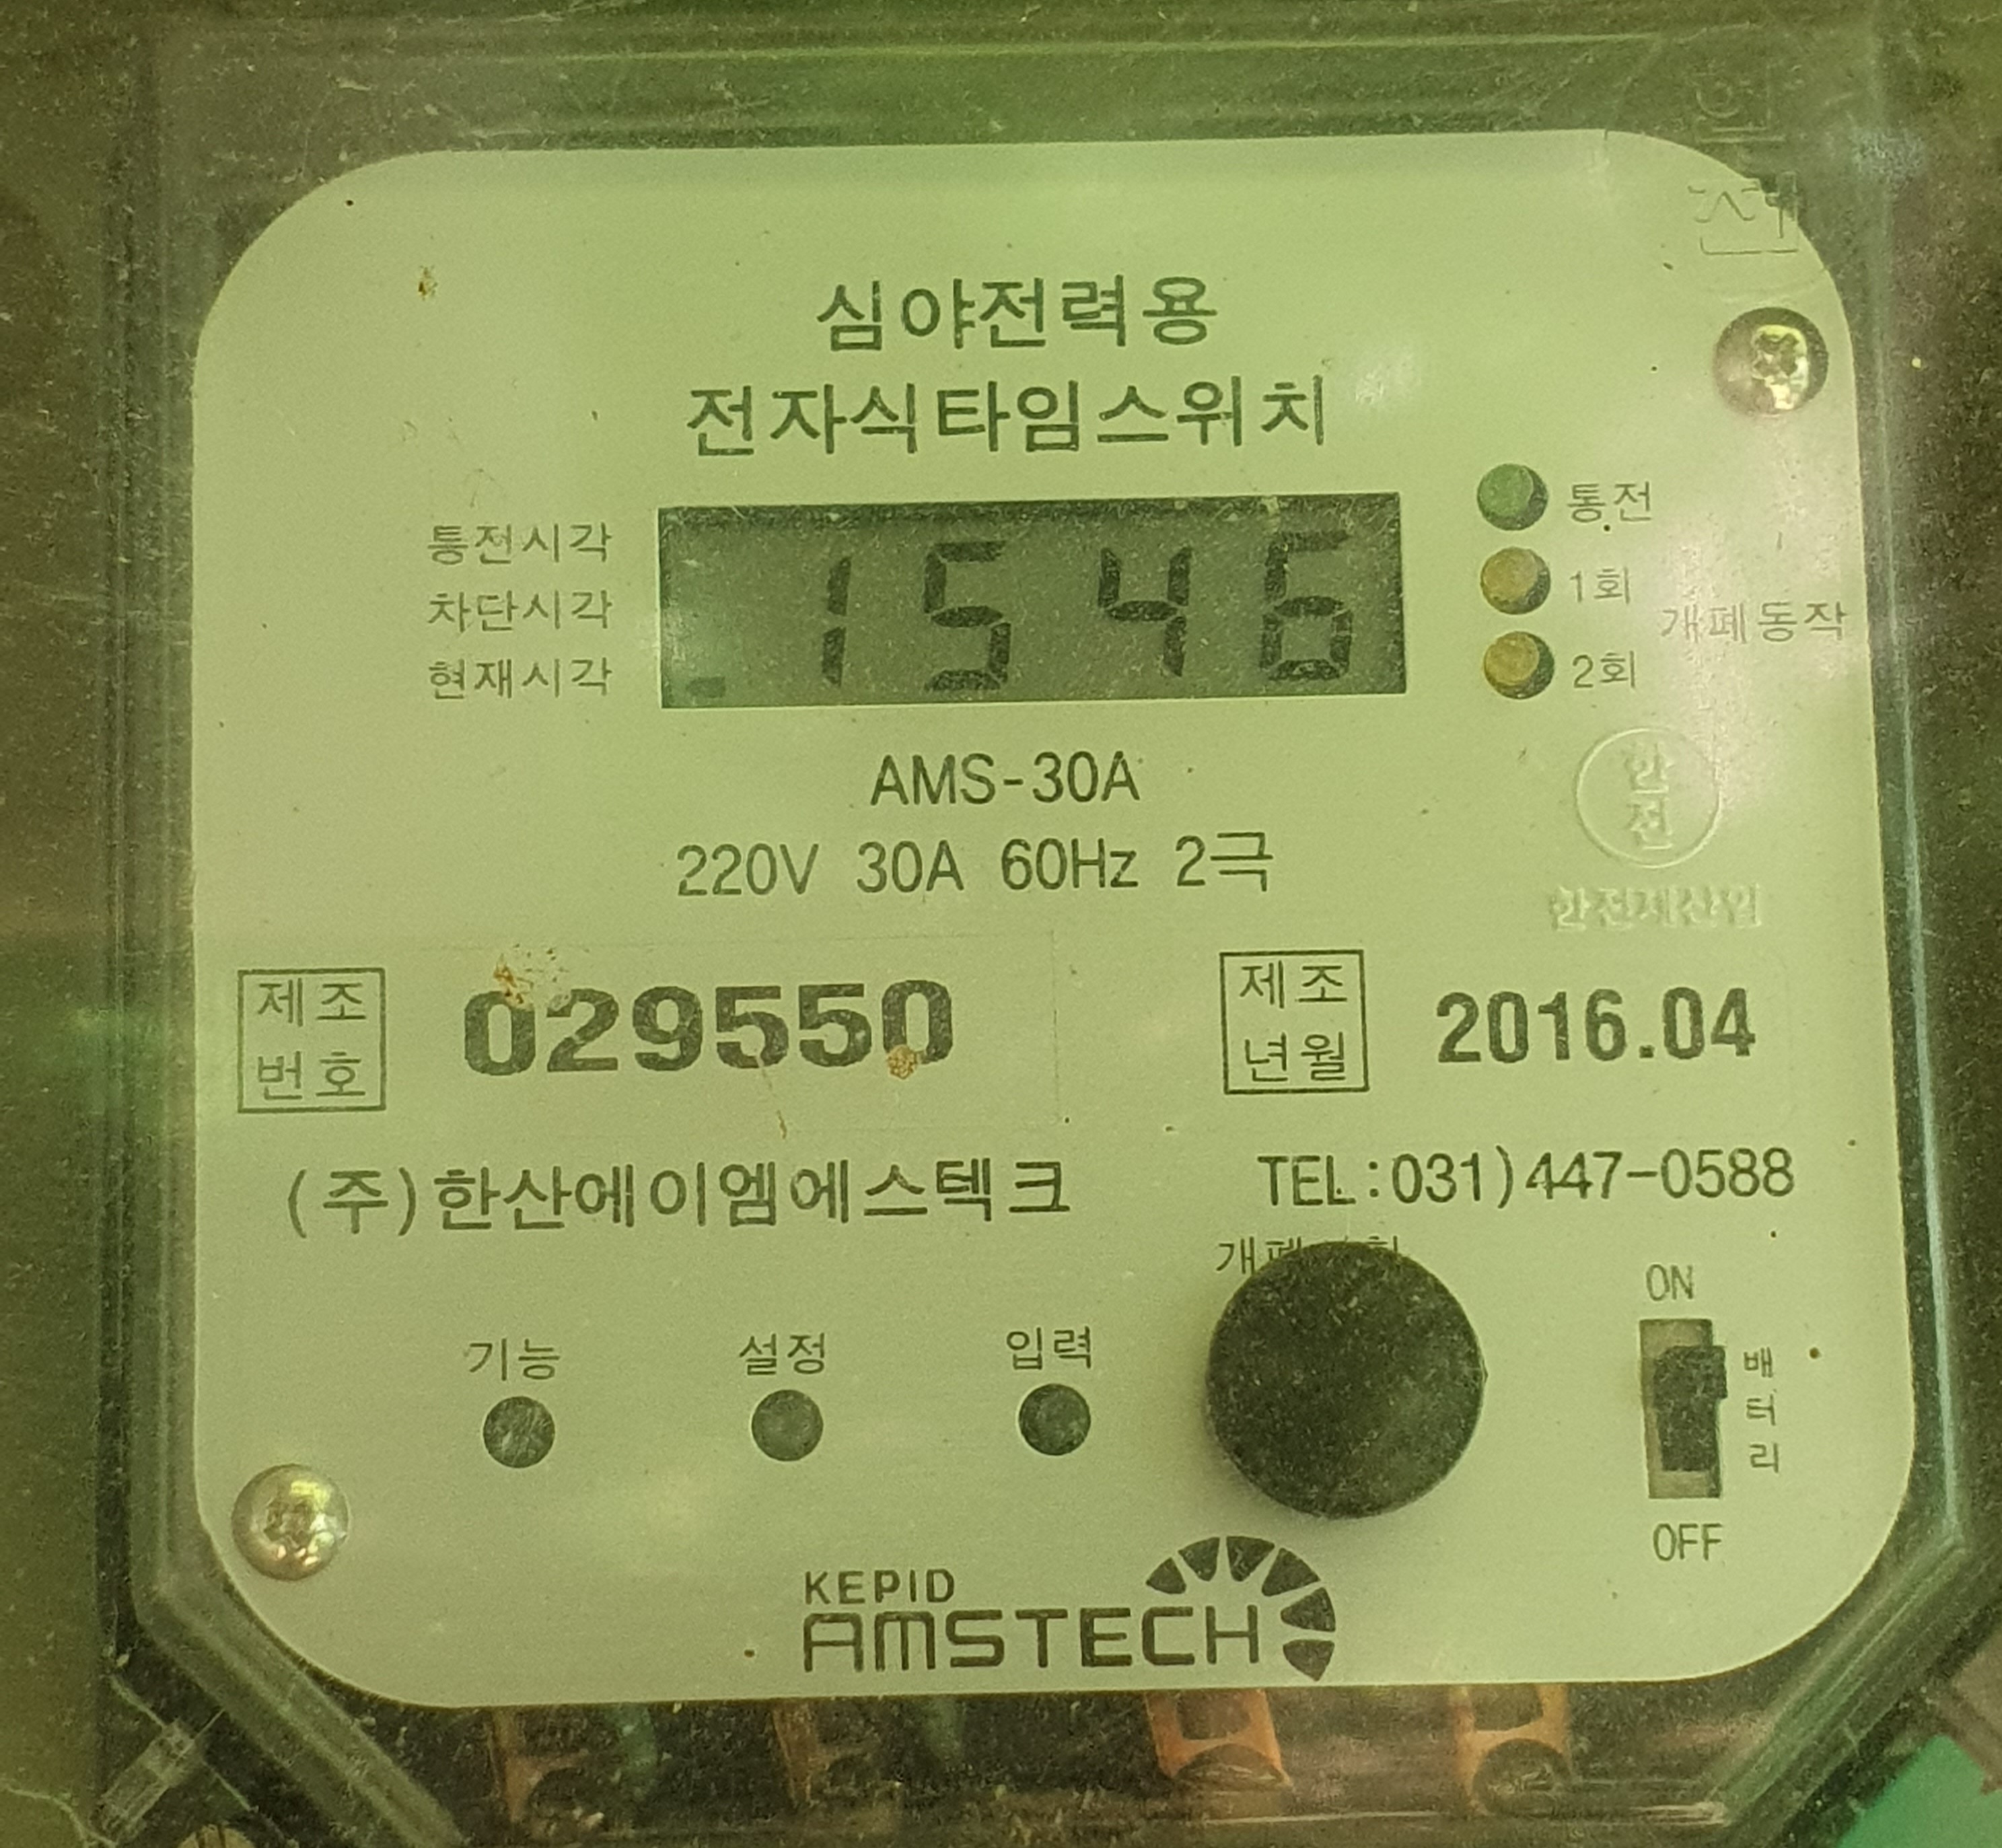 심야전력용
전자식타임스위치
통전시각
차단시각
현재시각
1546
통전
1회
2회
개폐동작
AMS-30A
220V 30A 60Hz 2극
한전
제조번호
029550
제조년월
2016.04
(주)한산에이엠에스텍크
TEL:031)447-0588
기능
설정
입력
ON
배터리
OFF
KEPID
AMSTECH